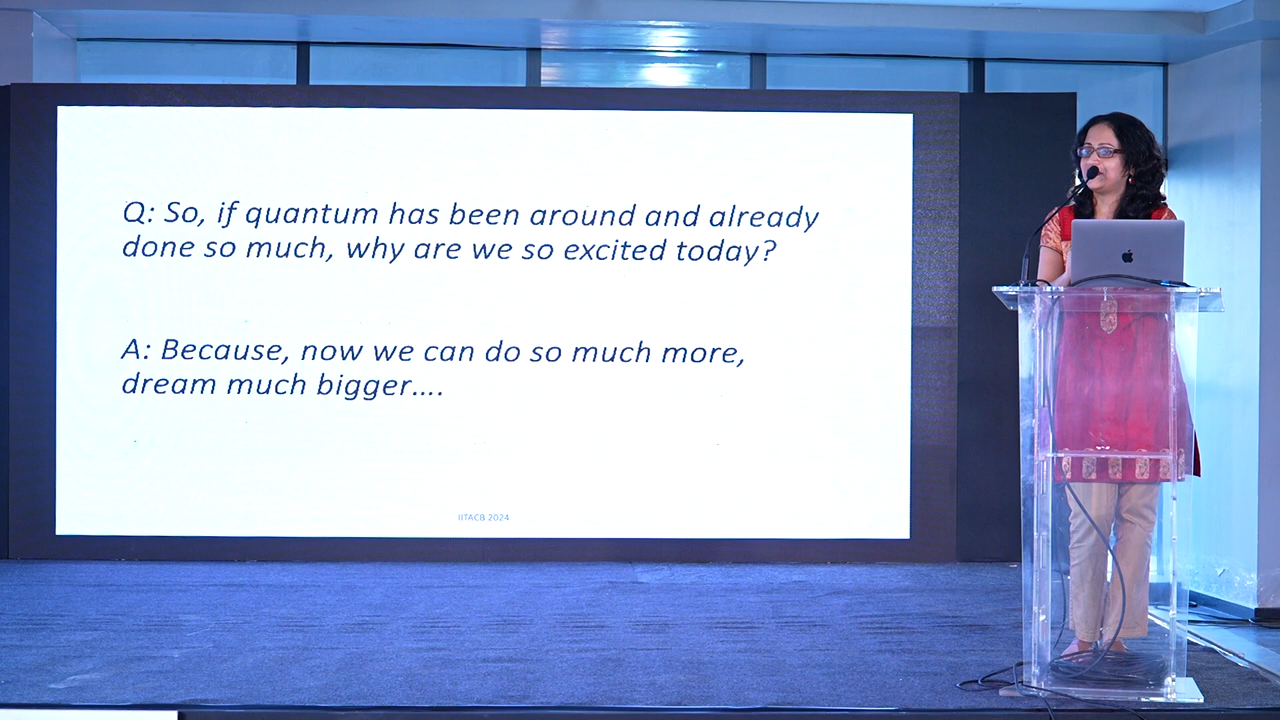 Q: So, if quantum has been around and already
done so much, why are we so excited today?
A: Because, now we can do so much more,
dream much bigger....
IITACB 2024